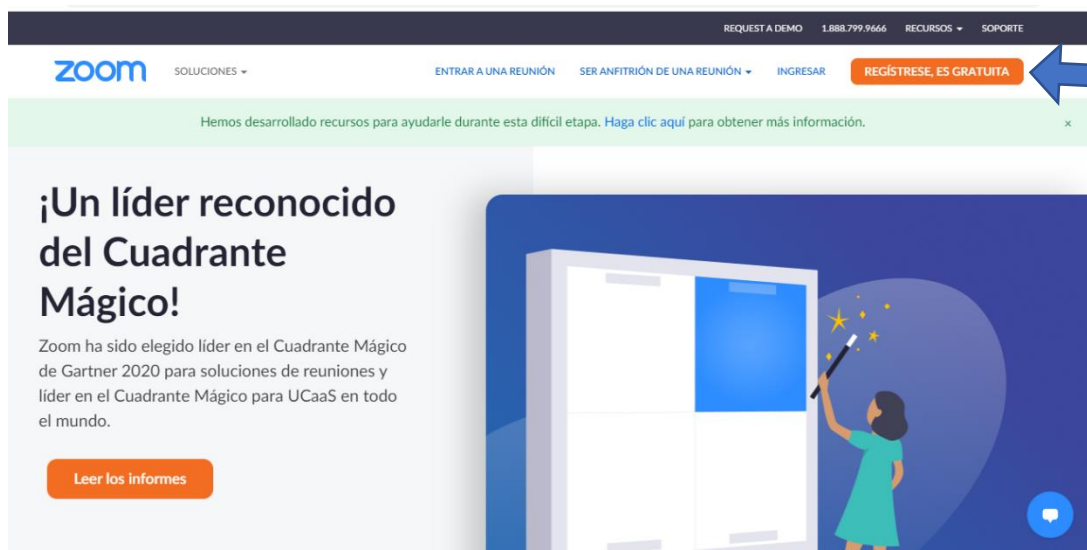 REQUEST A DEMO 1.888.799.9666 RECURSOS SOPORTE
zoom SOLUCIONES ENTRAR A UNA REUNIÓN SER ANFITRIÓN DE UNA REUNIÓN INGRESAR REGÍSTRESE, ES GRATUITA
Hemos desarrollado recursos para ayudarle durante esta difícil etapa. Haga clic aquí para obtener más información. ×
¡Un líder reconocido
del Cuadrante
Mágico!
Zoom ha sido elegido líder en el Cuadrante Mágico
de Gartner 2020 para soluciones de reuniones y
líder en el Cuadrante Mágico para UCaaS en todo
el mundo.
Leer los informes